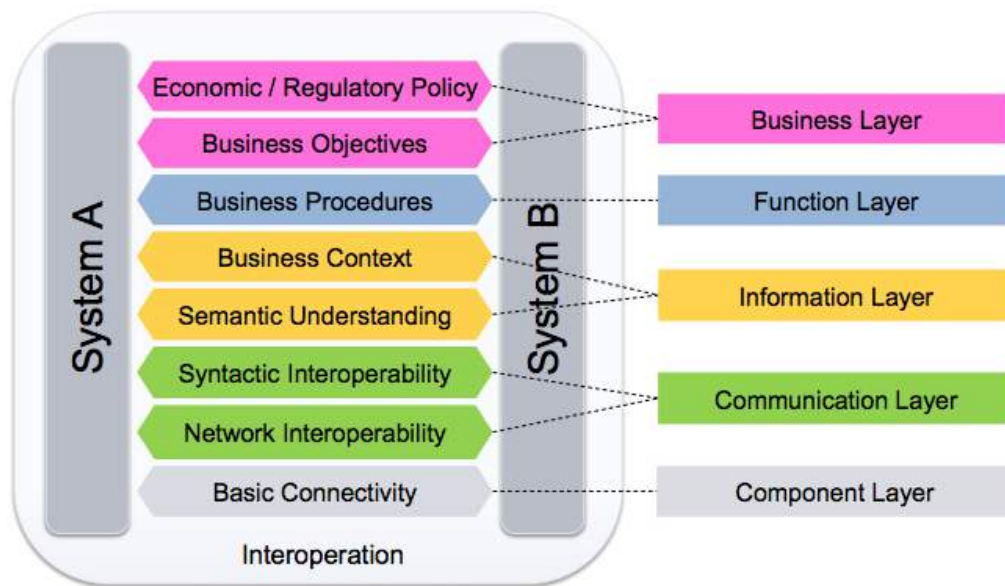 System A
Economic / Regulatory Policy
Business Objectives
Business Procedures
Business Context
Semantic Understanding
Syntactic Interoperability
Network Interoperability
Basic Connectivity
System B
Interoperation
Business Layer
Function Layer
Information Layer
Communication Layer
Component Layer